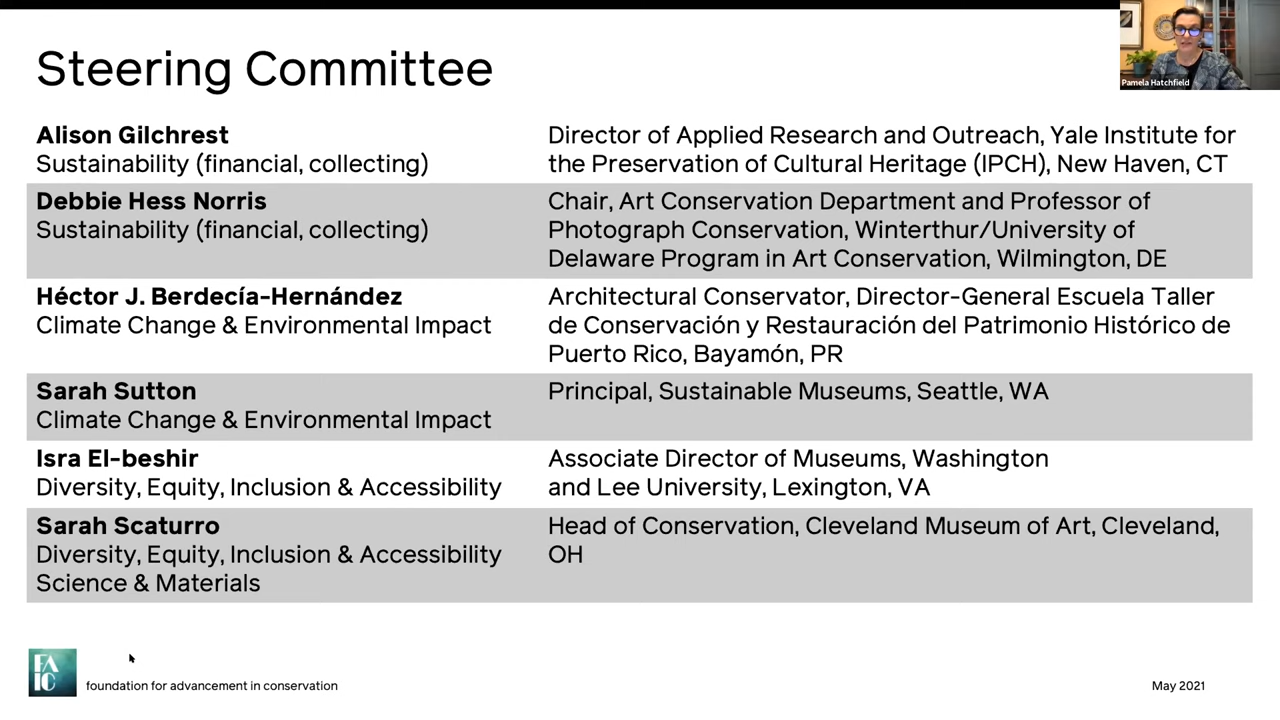 Steering Committee
Pamela Hatchfield
Alison Gilchrest
Sustainability (financial, collecting)
Director of Applied Research and Outreach, Yale Institute for
the Preservation of Cultural Heritage (IPCH), New Haven, CT
Debbie Hess Norris
Sustainability (financial, collecting)
Chair, Art Conservation Department and Professor of
Photograph Conservation, Winterthur/University of
Delaware Program in Art Conservation, Wilmington, DE
Héctor J. Berdecía-Hernández
Climate Change & Environmental Impact
Architectural Conservator, Director-General Escuela Taller
de Conservación y Restauración del Patrimonio Histórico de
Puerto Rico, Bayamón, PR
Sarah Sutton
Climate Change & Environmental Impact
Principal, Sustainable Museums, Seattle, WA
Isra El-beshir
Diversity, Equity, Inclusion & Accessibility
Associate Director of Museums, Washington
and Lee University, Lexington, VA
Sarah Scaturro
Diversity, Equity, Inclusion & Accessibility
Science & Materials
Head of Conservation, Cleveland Museum of Art, Cleveland,
OH
FA
IC
foundation for advancement in conservation
May 2021